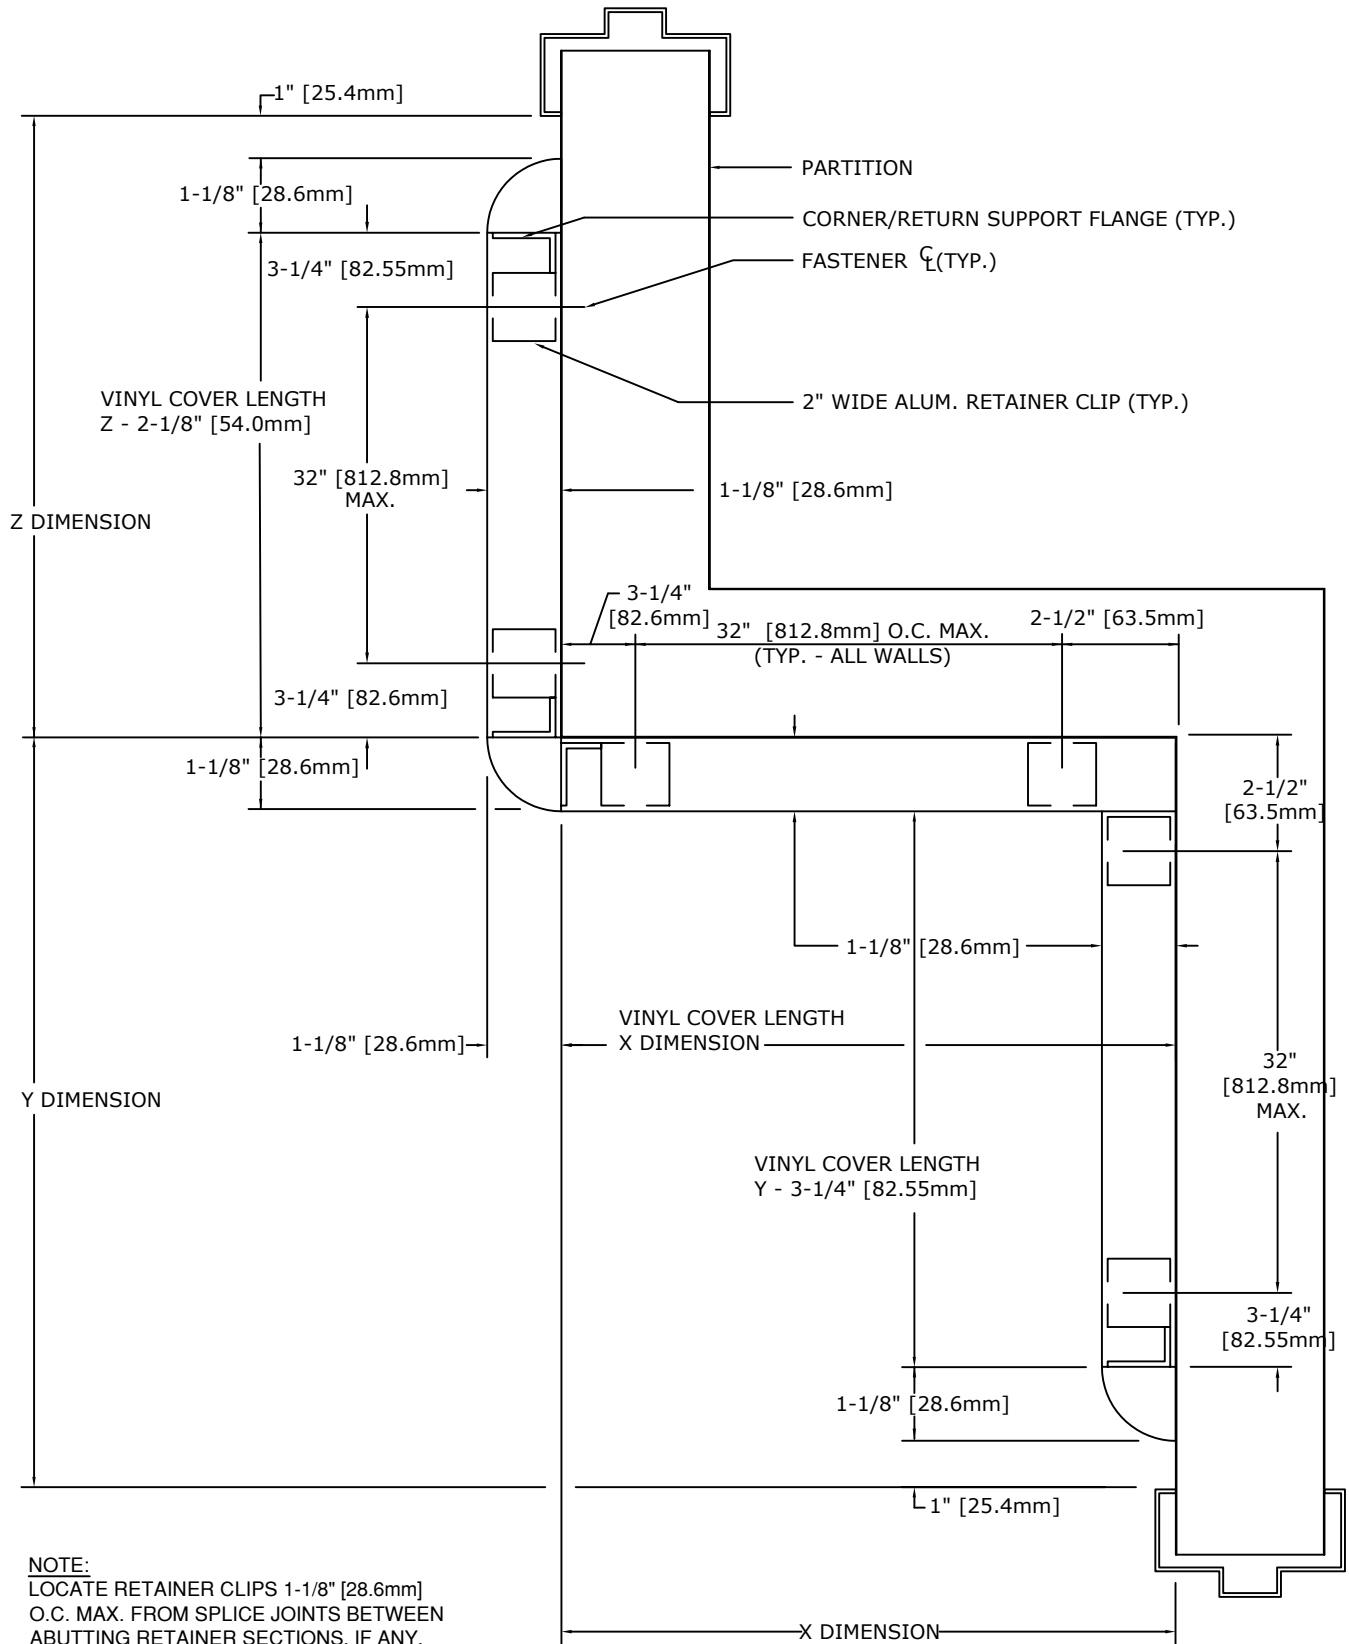 1" [25.4mm]
PARTITION
1-1/8" [28.6mm]
CORNER/RETURN SUPPORT FLANGE (TYP.)
3-1/4" [82.55mm]
FASTENER ℄(TYP.)
VINYL COVER LENGTH
Z - 2-1/8" [54.0mm]
2" WIDE ALUM. RETAINER CLIP (TYP.)
32" [812.8mm]
MAX.
1-1/8" [28.6mm]
Z DIMENSION
3-1/4"
[82.6mm]
32" [812.8mm] O.C. MAX.
(TYP. - ALL WALLS)
2-1/2" [63.5mm]
3-1/4" [82.6mm]
1-1/8" [28.6mm]
2-1/2"
[63.5mm]
1-1/8" [28.6mm]
VINYL COVER LENGTH
X DIMENSION
1-1/8" [28.6mm]
32"
[812.8mm]
MAX.
Y DIMENSION
VINYL COVER LENGTH
Y - 3-1/4" [82.55mm]
3-1/4"
[82.55mm]
1-1/8" [28.6mm]
1" [25.4mm]
NOTE:
LOCATE RETAINER CLIPS 1-1/8" [28.6mm]
O.C. MAX. FROM SPLICE JOINTS BETWEEN
ABUTTING RETAINER SECTIONS, IF ANY.
X DIMENSION